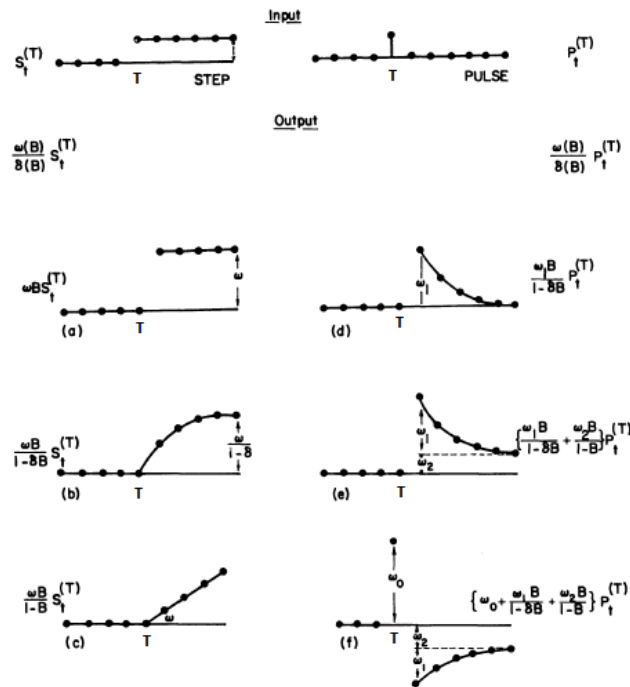 Input
S_t^(T)
T
STEP
T
PULSE
P_t^(T)
Output
ω(B)/δ(B) S_t^(T)
ω(B)/δ(B) P_t^(T)
ωBS_t^(T)
ω
(a)
T
ω₁
ω₁B/1-δB P_t^(T)
(d)
T
ωB/1-δB S_t^(T)
ω/1-δ
(b)
T
ω₁
ω₂
{ω₁B/1-δB + ω₂B/1-B}P_t^(T)
(e)
T
ωB/1-B S_t^(T)
ω
(c)
T
ω₀
{ω₀ + ω₁B/1-δB + ω₂B/1-B} P_t^(T)
(f)
T
ω₂
ω₁